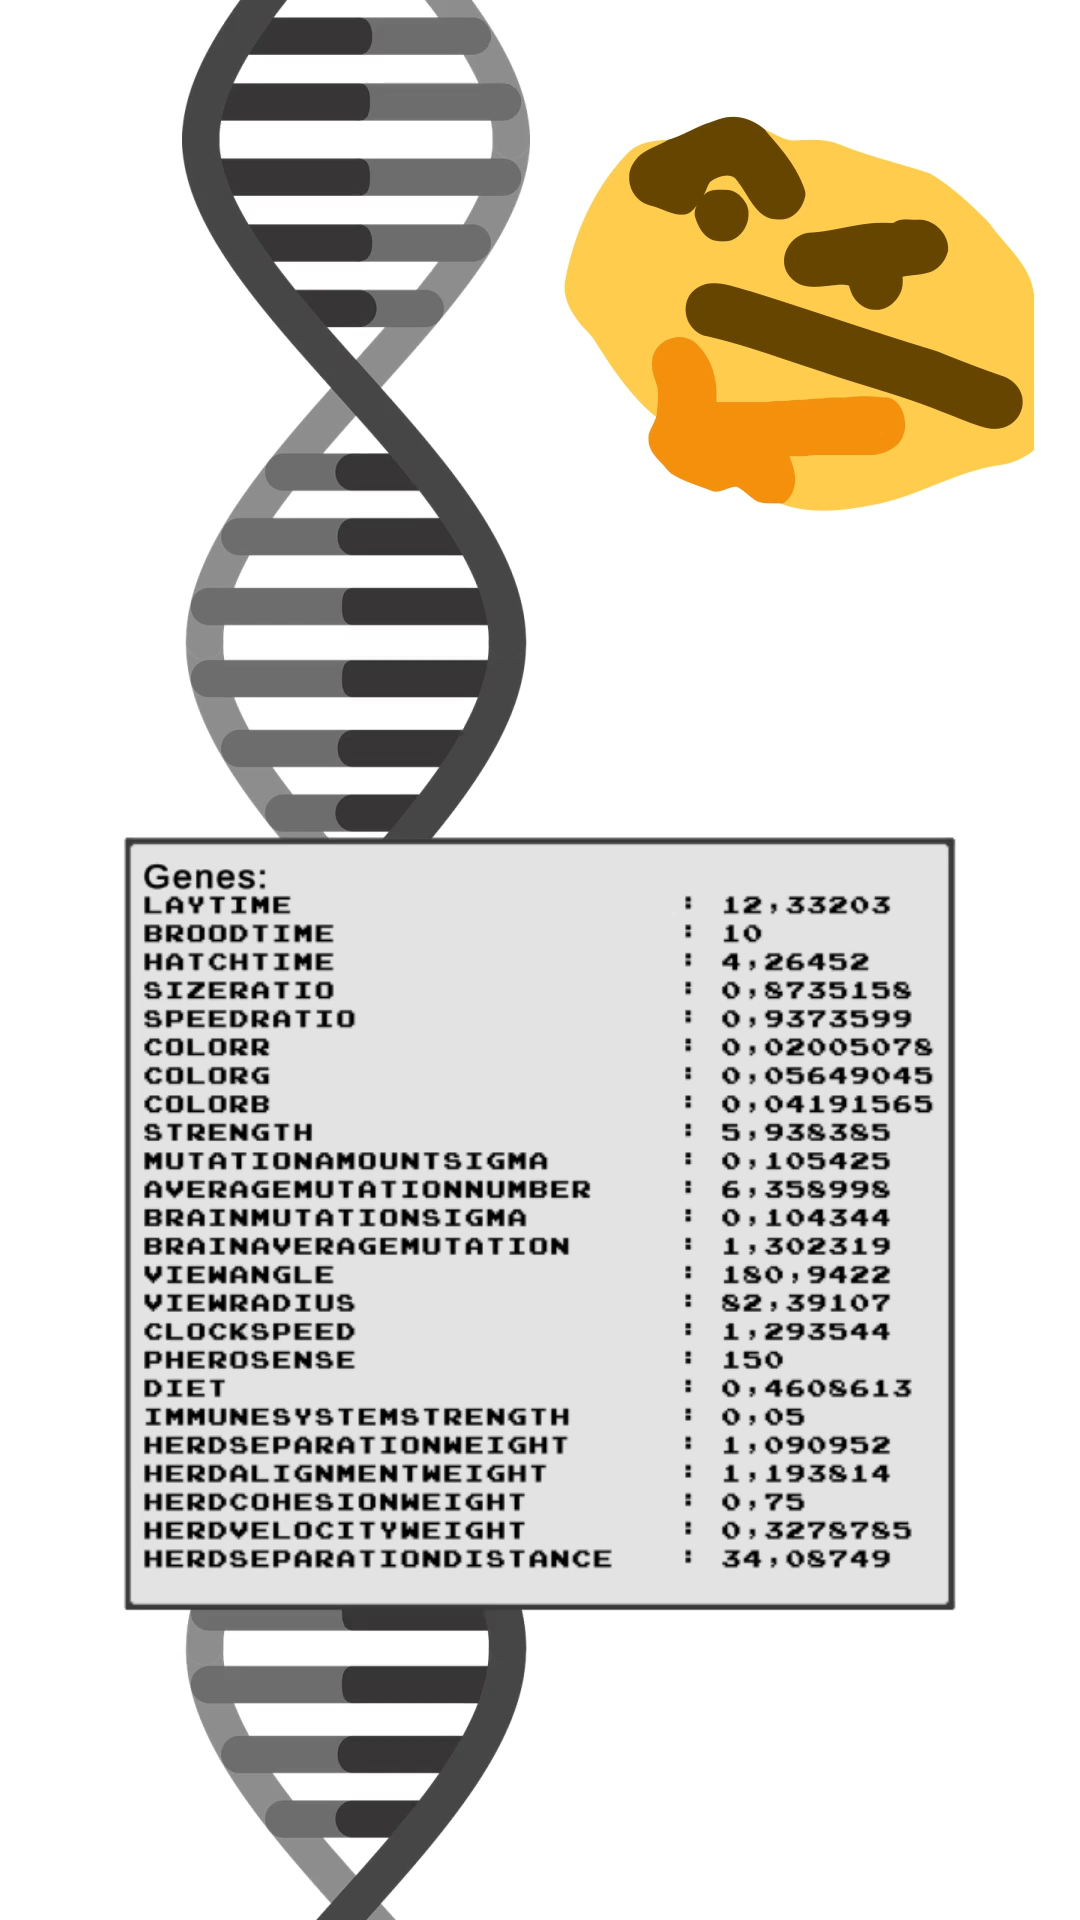 Genes:
LAYTIME : 12,33203
BROODTIME : 10
HATCHTIME : 4,26452
SIZERATIO : 0,8735158
SPEEDRATIO : 0,9373599
COLORR : 0,02005078
COLORG : 0,05649045
COLORB : 0,04191565
STRENGTH : 5,938385
MUTATIONAMOUNTSIGMA : 0,105425
AVERAGEMUTATIONNUMBER : 6,358998
BRAINMUTATIONSIGMA : 0,104344
BRAINAVERAGEMUTATION : 1,302319
VIEWANGLE : 180,9422
VIEWRADIUS : 82,39107
CLOCKSPEED : 1,293544
PHEROSENSE : 150
DIET : 0,4608613
IMMUNESYSTEMSTRENGTH : 0,05
HERDSEPARATIONWEIGHT : 1,090952
HERDALIGNMENTWEIGHT : 1,193814
HERDCOHESIONWEIGHT : 0,75
HERDVELOCITYWEIGHT : 0,3278785
HERDSEPARATIONDISTANCE : 34,08749